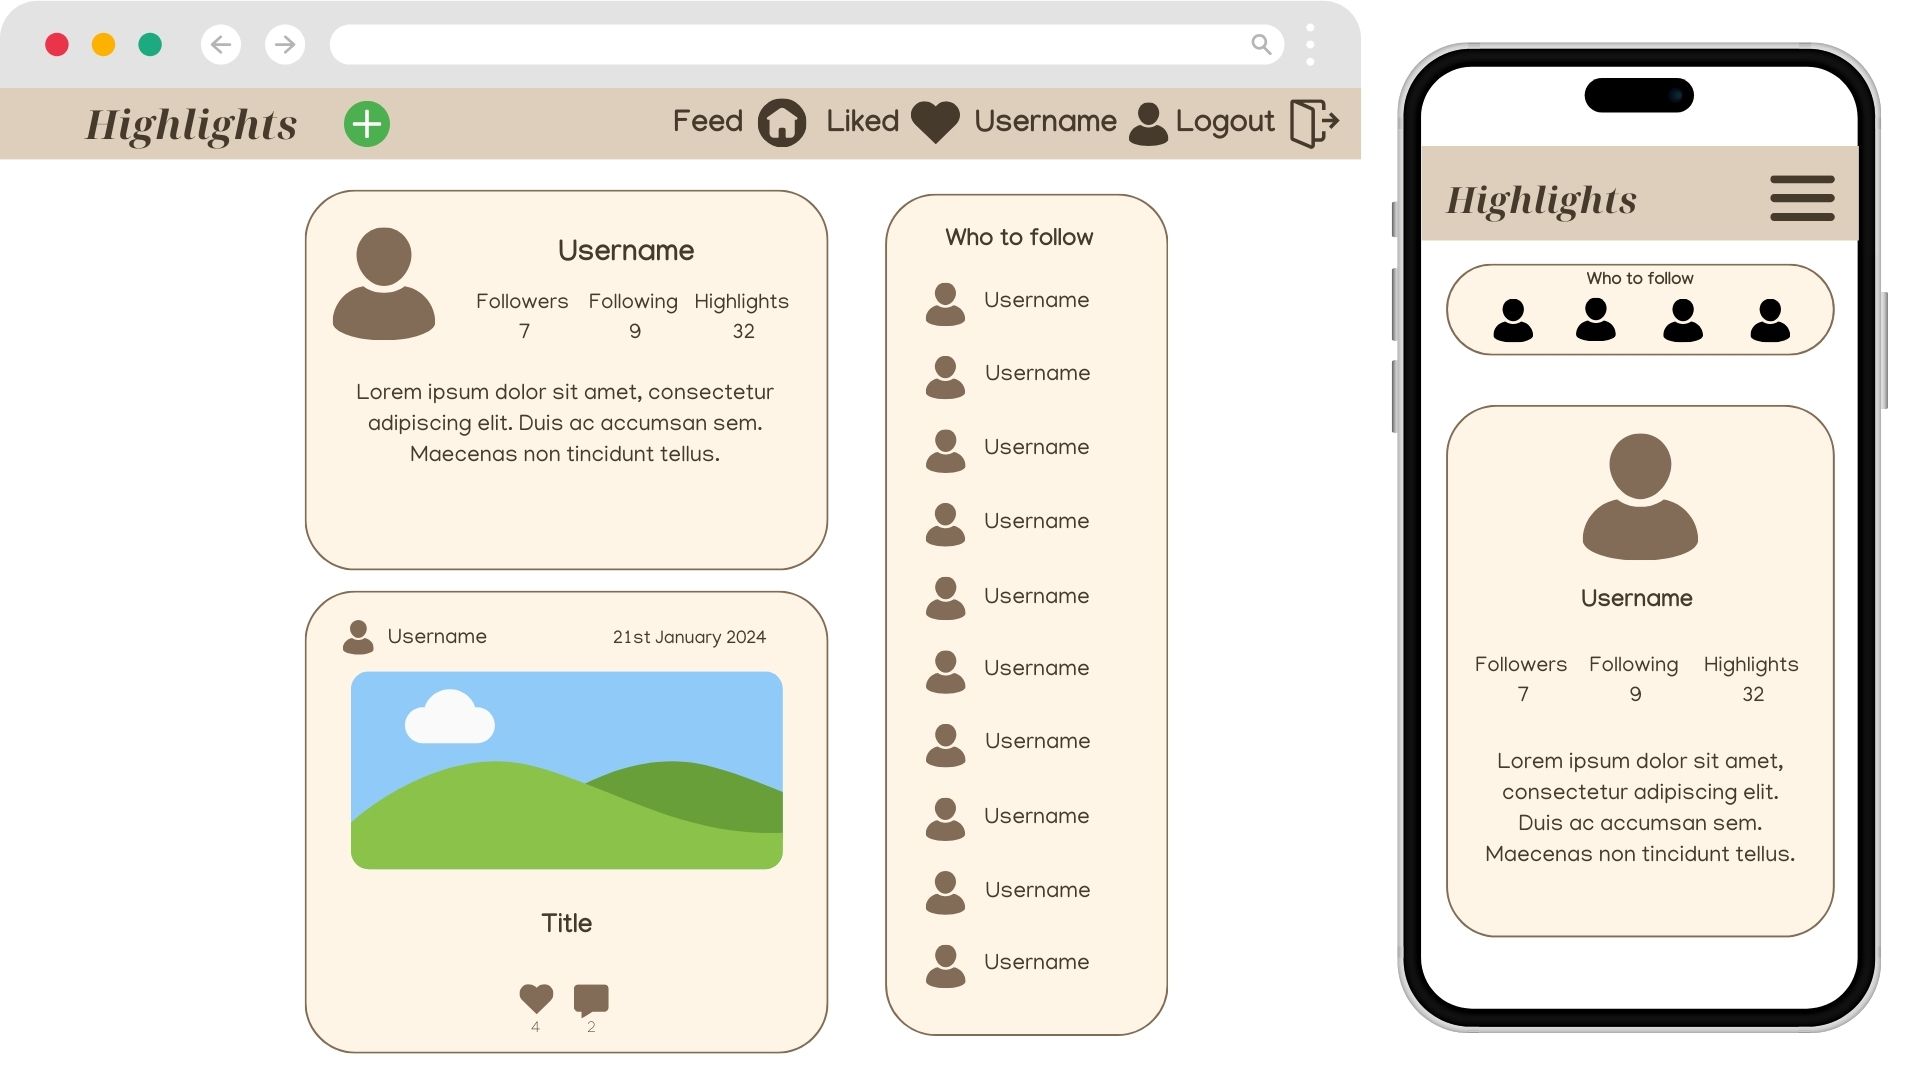 Highlights
Feed Liked Username Logout
Username
Followers Following Highlights
7 9 32
Lorem ipsum dolor sit amet, consectetur
adipiscing elit. Duis ac accumsan sem.
Maecenas non tincidunt tellus.
Username 21st January 2024
Title
4 2
Who to follow
Username
Username
Username
Username
Username
Username
Username
Username
Username
Username
Highlights
Who to follow
Username
Followers Following Highlights
7 9 32
Lorem ipsum dolor sit amet,
consectetur adipiscing elit.
Duis ac accumsan sem.
Maecenas non tincidunt tellus.